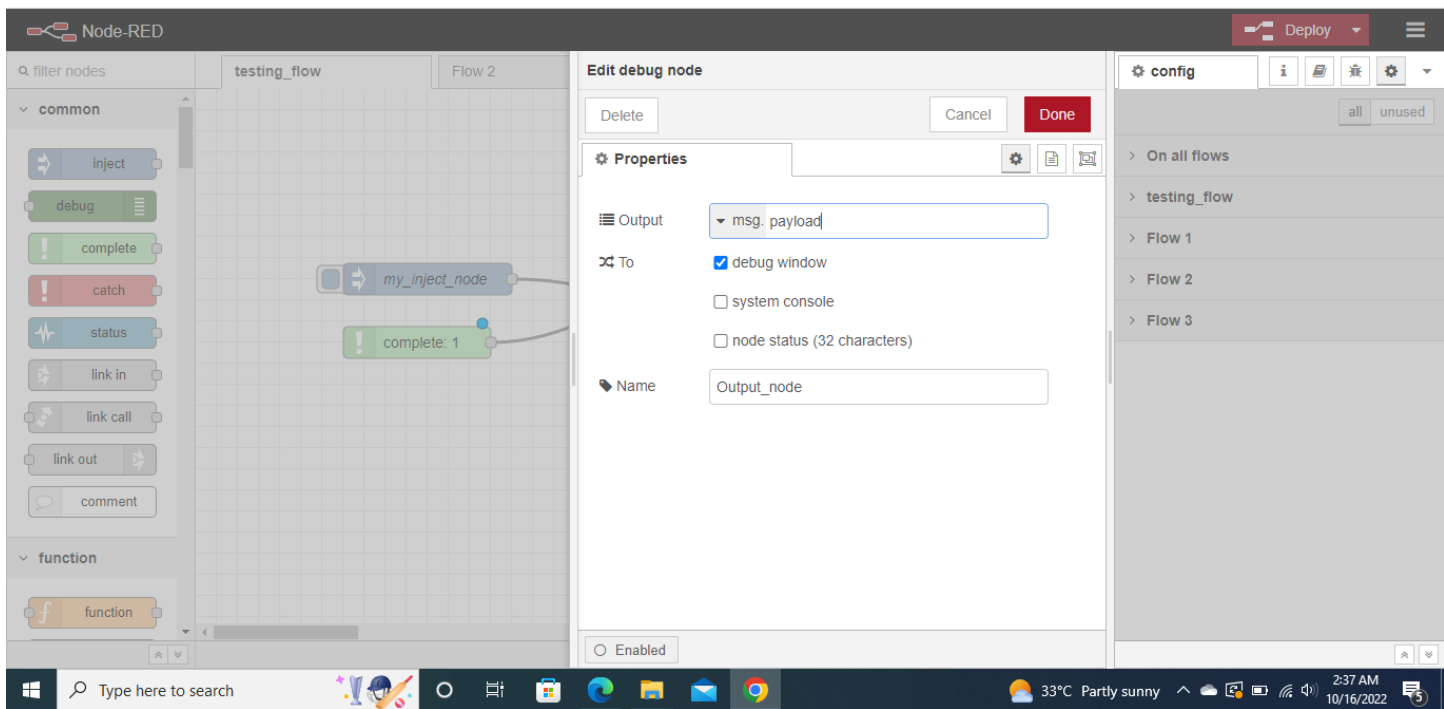 Node-RED
Deploy
filter nodes
testing_flow
Flow 2
Edit debug node
config
common
Delete
Cancel
Done
all
unused
Properties
On all flows
inject
testing_flow
debug
Output
msg. payload
complete
Flow 1
To
debug window
my_inject_node
Flow 2
catch
system console
status
Flow 3
complete: 1
node status (32 characters)
link in
Name
Output_node
link call
link out
comment
function
function
Enabled
Type here to search
33°C Partly sunny
2:37 AM
10/16/2022
5